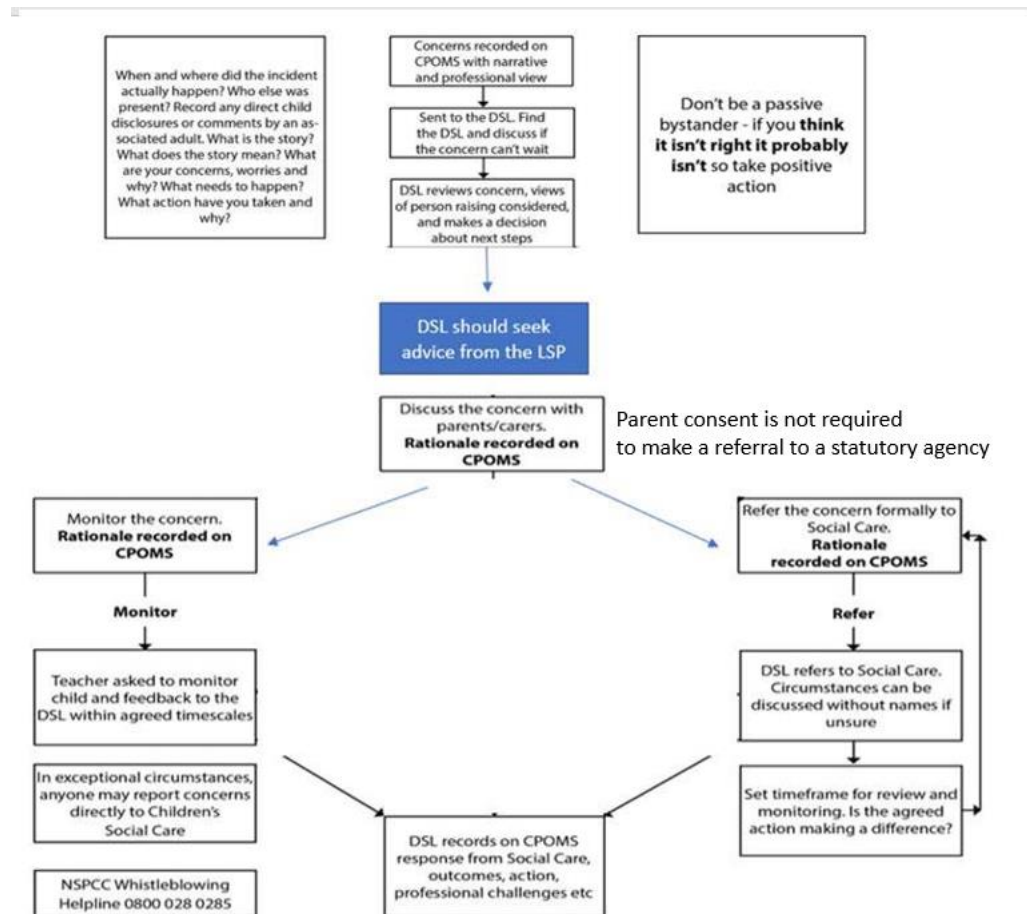 When and where did the incident
actually happen? Who else was
present? Record any direct child
disclosures or comments by an as-
sociated adult. What is the story?
What does the story mean? What
are your concerns, worries and
why? What needs to happen?
What action have you taken and
why?
Concerns recorded on
CPOMS with narrative
and professional view
Sent to the DSL. Find
the DSL and discuss if
the concern can't wait
DSL reviews concern, views
of person raising considered,
and makes a decision
about next steps
Don't be a passive
bystander - if you think
it isn't right it probably
isn't so take positive
action
DSL should seek
advice from the LSP
Discuss the concern with
parents/carers.
Rationale recorded on
CPOMS
Parent consent is not required
to make a referral to a statutory agency
Monitor the concern.
Rationale recorded on
CPOMS
Monitor
Teacher asked to monitor
child and feedback to the
DSL within agreed timescales
In exceptional circumstances,
anyone may report concerns
directly to Children's
Social Care
NSPCC Whistleblowing
Helpline 0800 028 0285
Refer the concern formally to
Social Care.
Rationale
recorded on CPOMS
Refer
DSL refers to Social Care.
Circumstances can be
discussed without names if
unsure
Set timeframe for review and
monitoring. Is the agreed
action making a difference?
DSL records on CPOMS
response from Social Care,
outcomes, action,
professional challenges etc